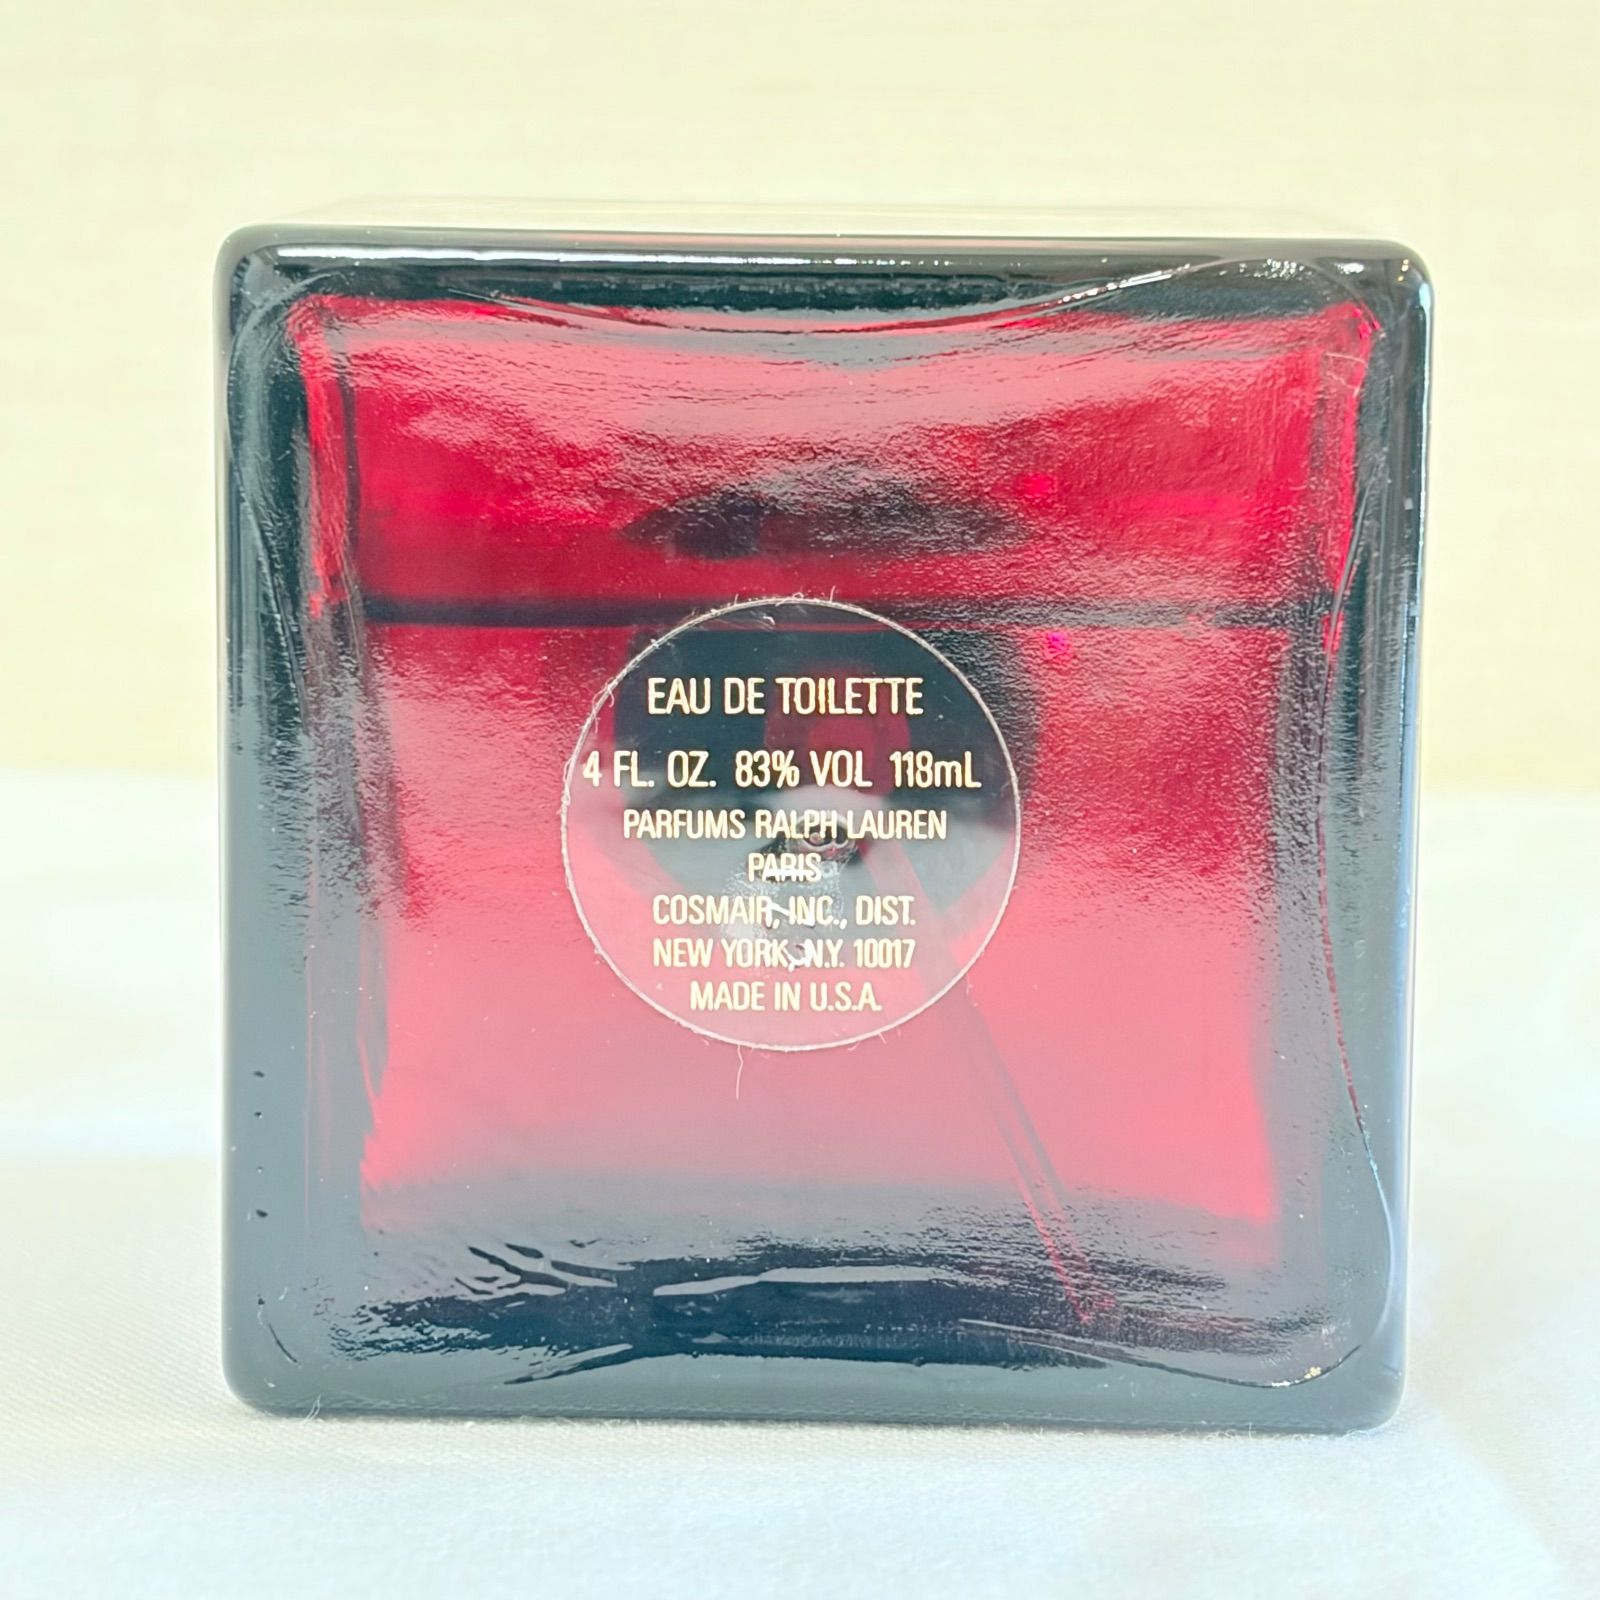 EAU DE TOILETTE
4 FL. OZ. 83% VOL 118mL
PARFUMS RALPH LAUREN
PARIS
COSMAIR, INC., DIST.
NEW YORK, N.Y. 10017
MADE IN U.S.A.